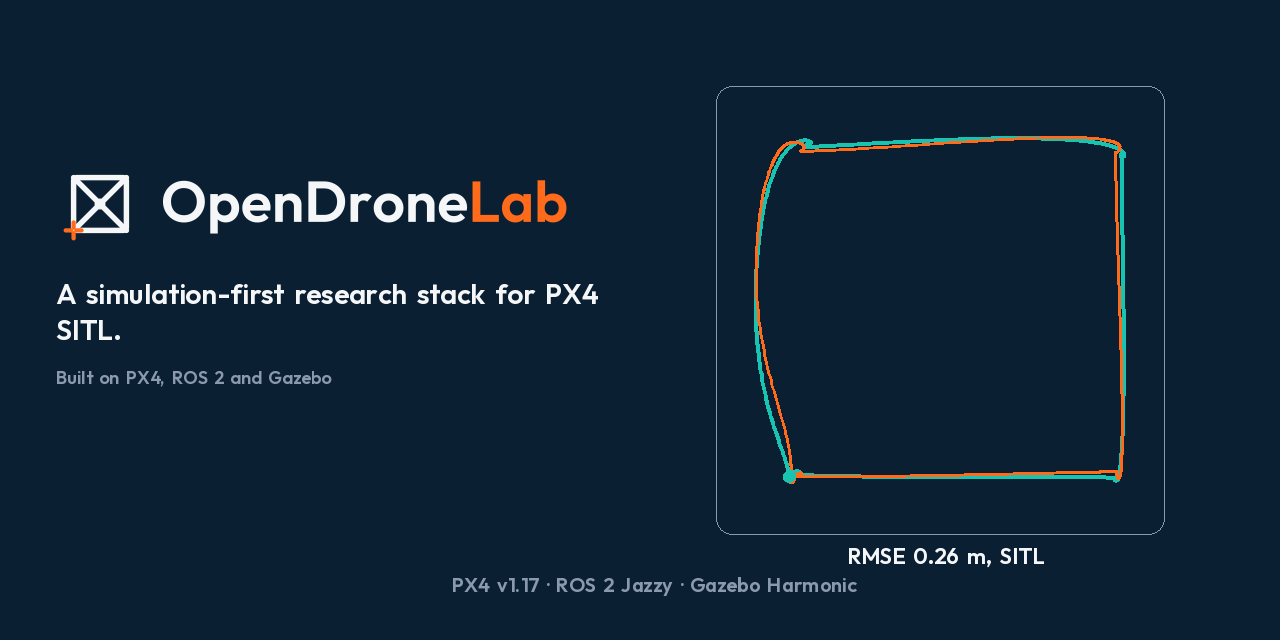 OpenDroneLab
A simulation-first research stack for PX4
SITL.
Built on PX4, ROS 2 and Gazebo
RMSE 0.26 m, SITL
PX4 v1.17 · ROS 2 Jazzy · Gazebo Harmonic